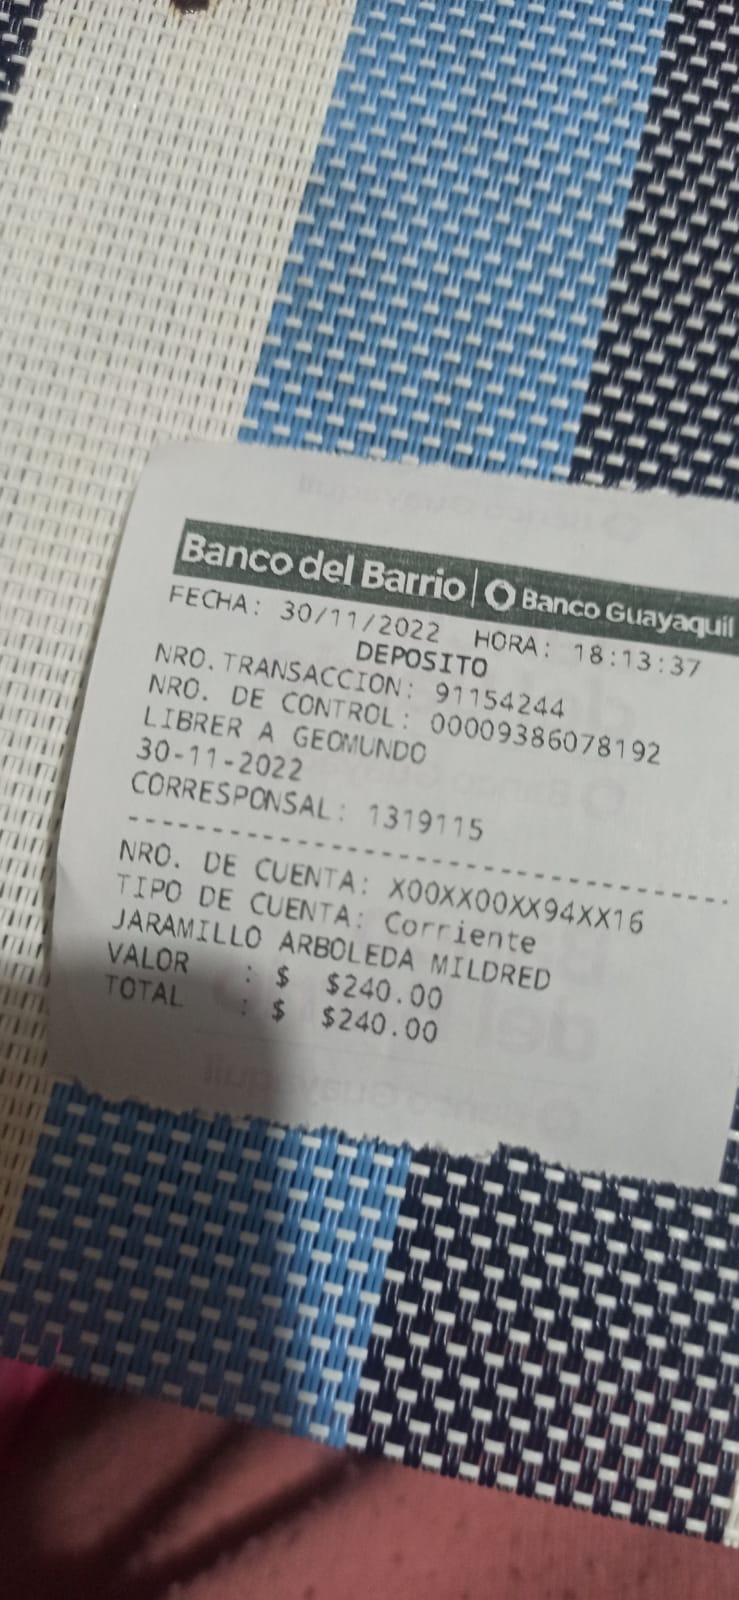 Banco del Barrio | Banco Guayaquil
FECHA: 30/11/2022 HORA: 18:13:37
DEPOSITO
NRO. TRANSACCION: 91154244
NRO. DE CONTROL: 00009386078192
LIBRER A GEOMUNDO
30-11-2022
CORRESPONSAL: 1319115
NRO. DE CUENTA: X00XX00XX94XX16
TIPO DE CUENTA: Corriente
JARAMILLO ARBOLEDA MILDRED
VALOR : $ $240.00
TOTAL : $ $240.00